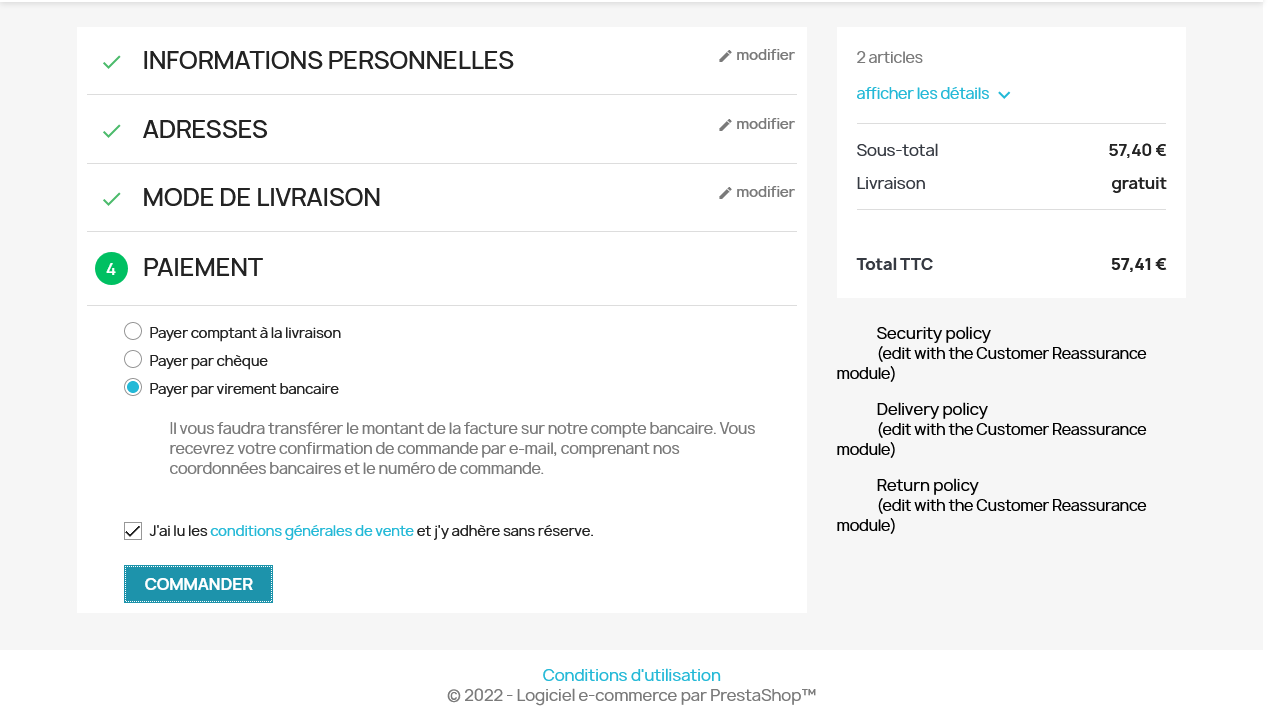 INFORMATIONS PERSONNELLES
modifier
ADRESSES
modifier
MODE DE LIVRAISON
modifier
4 PAIEMENT
Payer comptant à la livraison
Payer par chèque
Payer par virement bancaire
Il vous faudra transférer le montant de la facture sur notre compte bancaire. Vous
recevrez votre confirmation de commande par e-mail, comprenant nos
coordonnées bancaires et le numéro de commande.
J'ai lu les conditions générales de vente et j'y adhère sans réserve.
COMMANDER
2 articles
afficher les détails
Sous-total 57,40 €
Livraison gratuit
Total TTC 57,41 €
Security policy
(edit with the Customer Reassurance
module)
Delivery policy
(edit with the Customer Reassurance
module)
Return policy
(edit with the Customer Reassurance
module)
Conditions d'utilisation
© 2022 - Logiciel e-commerce par PrestaShop™